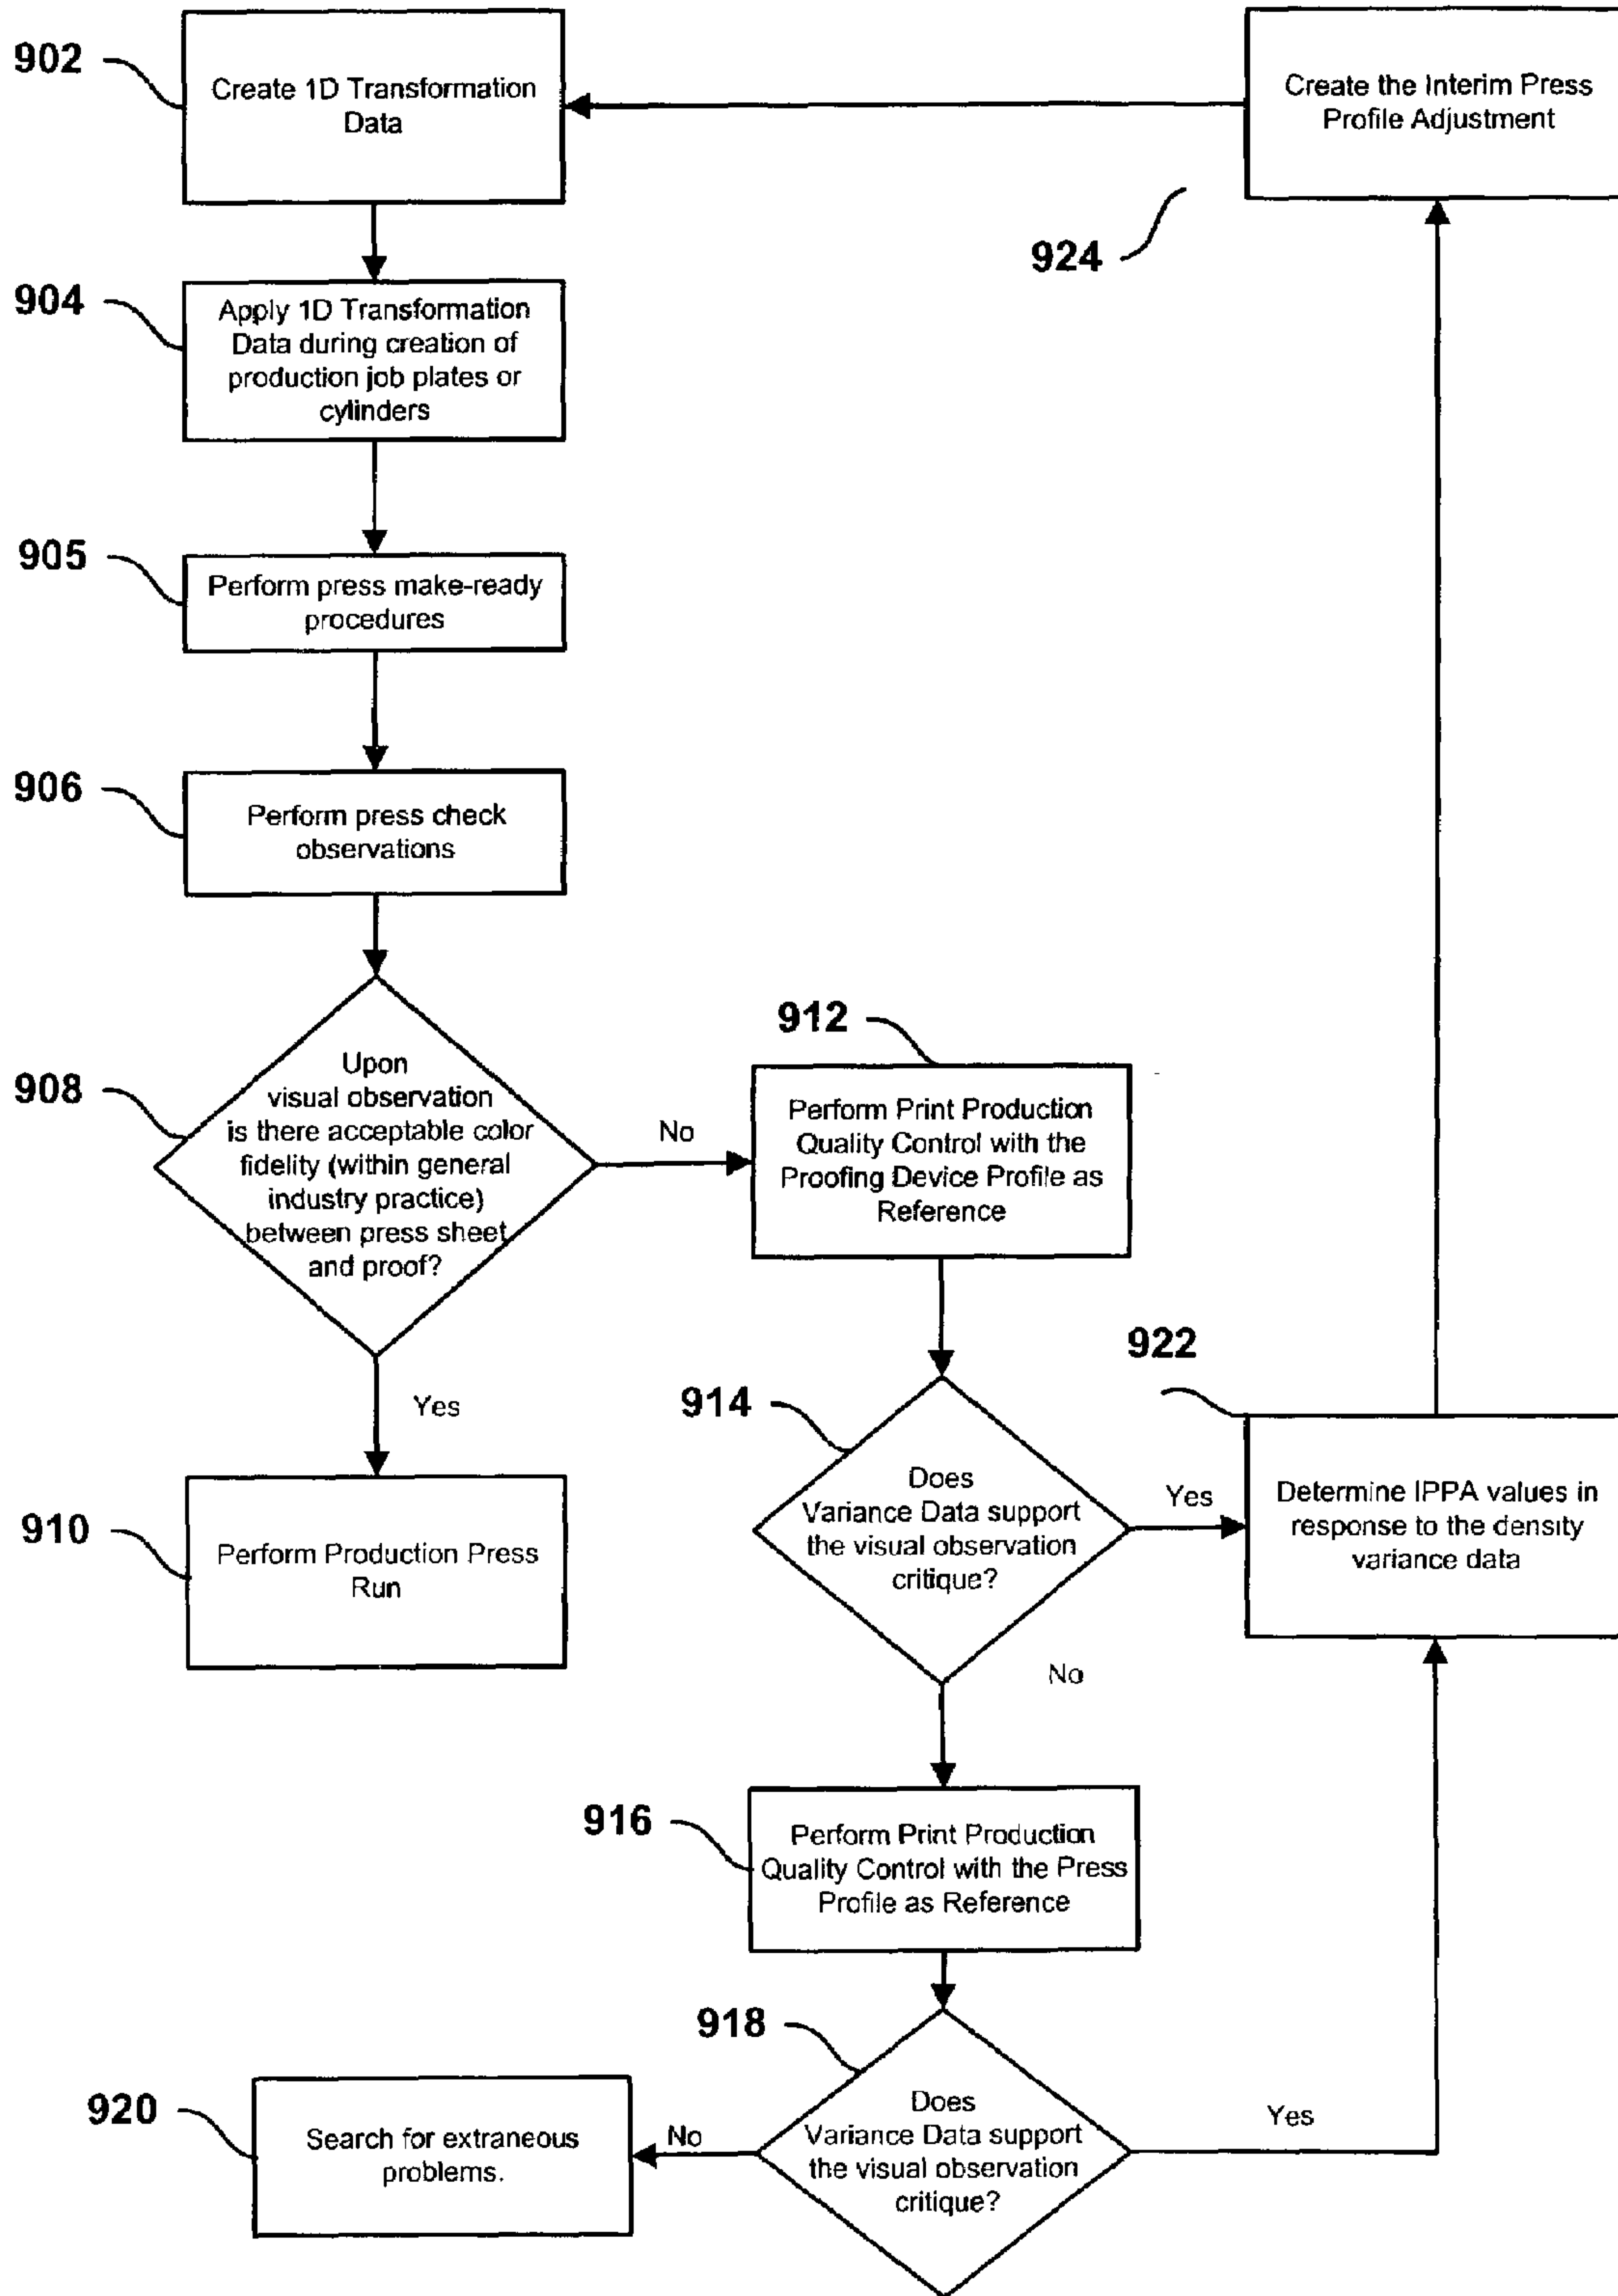 902
Create 1D Transformation
Data
Create the Interim Press
Profile Adjustment
924
904
Apply 1D Transformation
Data during creation of
production job plates or
cylinders
905
Perform press make-ready
procedures
906
Perform press check
observations
908
Upon
visual observation
is there acceptable color
fidelity (within general
industry practice)
between press sheet
and proof?
No
912
Perform Print Production
Quality Control with the
Proofing Device Profile as
Reference
Yes
910
Perform Production Press
Run
914
Does
Variance Data support
the visual observation
critique?
Yes
922
Determine IPPA values in
response to the density
variance data
No
916
Perform Print Production
Quality Control with the Press
Profile as Reference
918
Does
Variance Data support
the visual observation
critique?
Yes
No
920
Search for extraneous
problems.